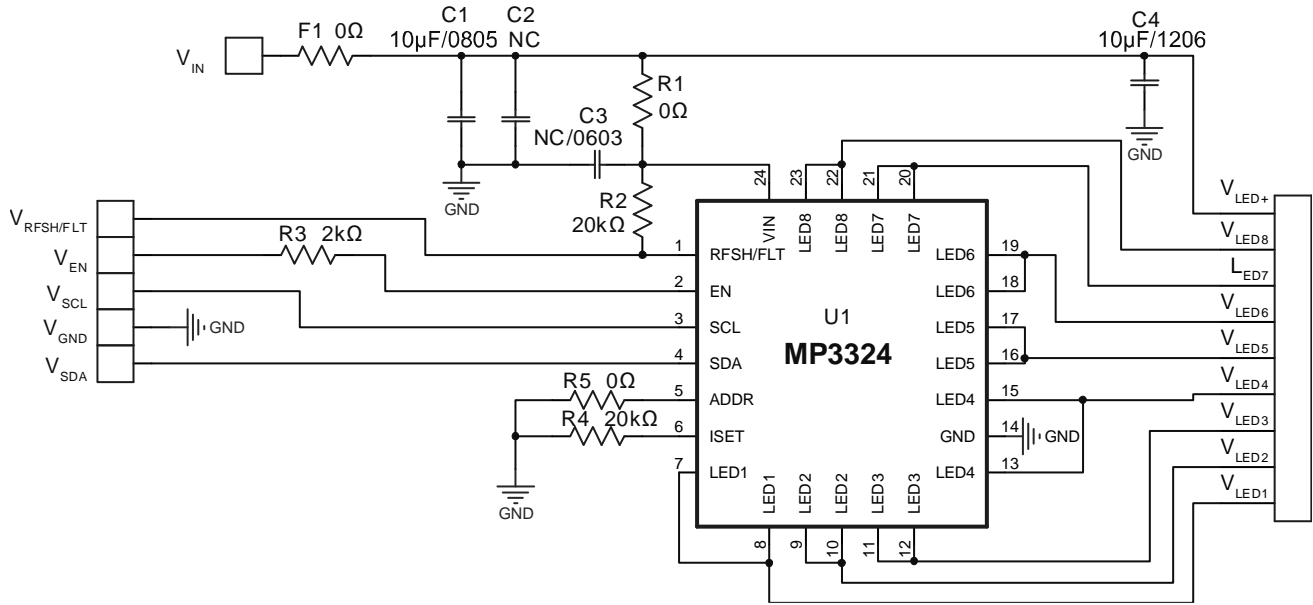 F1 0Ω
C1
10µF/0805
C2
NC
C4
10µF/1206
V_IN
R1
0Ω
C3
NC/0603
GND
GND
R2
20kΩ
24
23
22
21
20
VIN
LED8
LED8
LED7
LED7
V_RFSH/FLT
V_EN
V_SCL
V_GND
V_SDA
R3 2kΩ
GND
1
2
3
4
5
6
7
RFSH/FLT
EN
SCL
SDA
ADDR
ISET
LED1
R5 0Ω
R4 20kΩ
GND
U1
MP3324
LED6
LED6
LED5
LED5
LED4
GND
LED4
19
18
17
16
15
14
13
GND
LED1
LED2
LED2
LED3
LED3
8
9
10
11
12
V_LED+
V_LED8
L_ED7
V_LED6
V_LED5
V_LED4
V_LED3
V_LED2
V_LED1